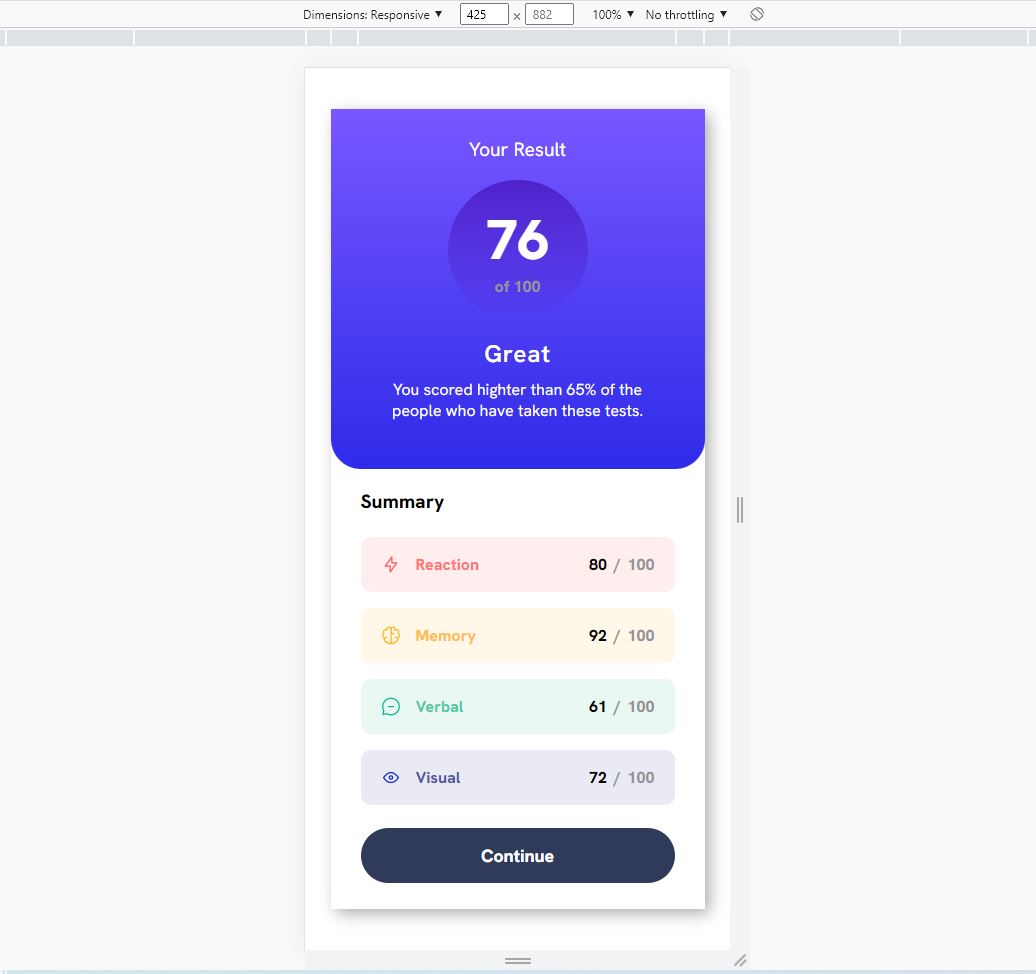 Dimensions: Responsive ▼ 425 × 882 100% ▼ No throttling ▼
Your Result
76
of 100
Great
You scored highter than 65% of the
people who have taken these tests.
Summary
Reaction 80 / 100
Memory 92 / 100
Verbal 61 / 100
Visual 72 / 100
Continue